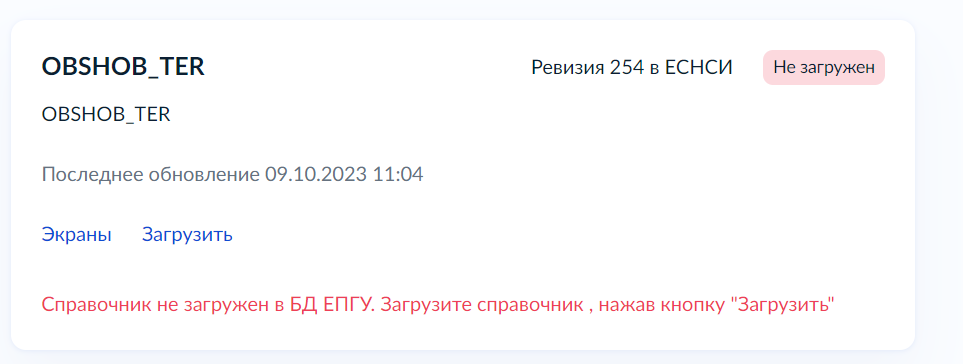 OBSHOB_TER
Ревизия 254 в ЕСНСИ
Не загружен
OBSHOB_TER
Последнее обновление 09.10.2023 11:04
Экраны
Загрузить
Справочник не загружен в БД ЕПГУ. Загрузите справочник , нажав кнопку "Загрузить"